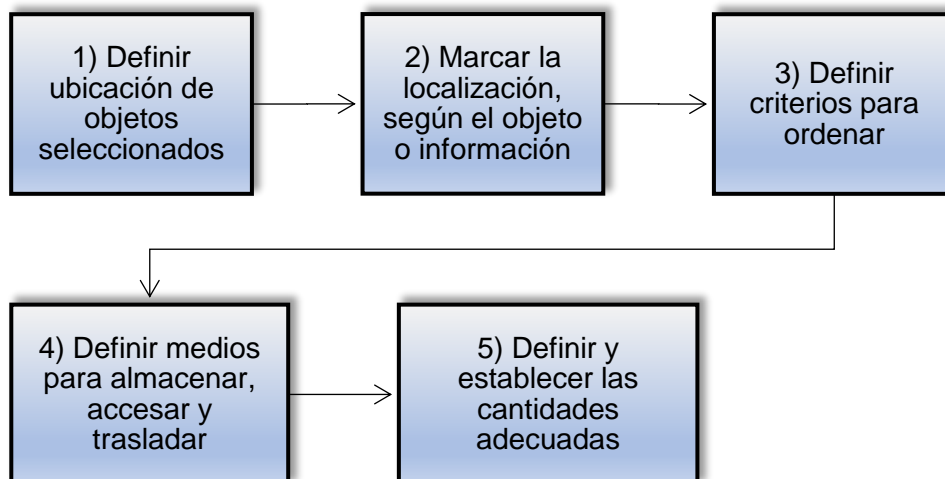 1) Definir
ubicación de
objetos
seleccionados
2) Marcar la
localización,
según el objeto
o información
3) Definir
criterios para
ordenar
4) Definir medios
para almacenar,
accesar y
trasladar
5) Definir y
establecer las
cantidades
adecuadas